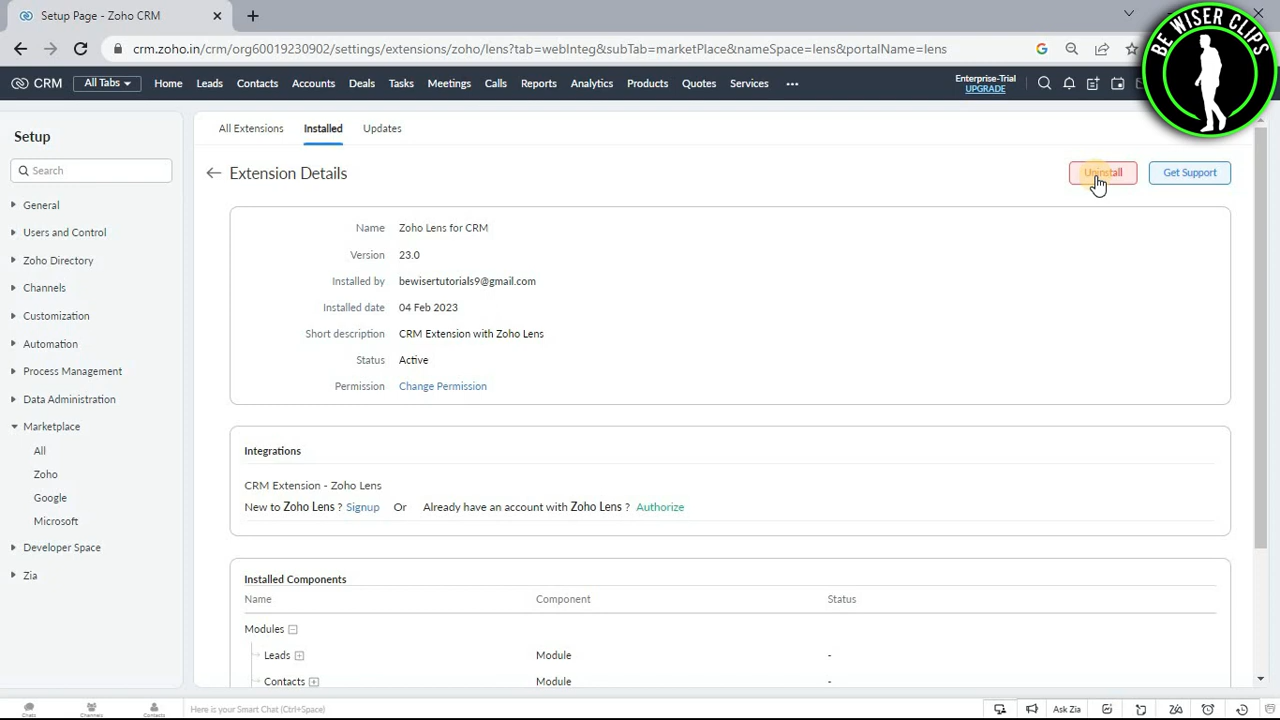 Setup Page - Zoho CRM
crm.zoho.in/crm/org60019230902/settings/extensions/zoho/lens?tab=webInteg&subTab=marketPlace&nameSpace=lens&portalName=lens
BE WISER CLIPS
CRM All Tabs Home Leads Contacts Accounts Deals Tasks Meetings Calls Reports Analytics Products Quotes Services ... Enterprise-Trial
UPGRADE
Setup
All Extensions Installed Updates
Search
Extension Details Uninstall Get Support
General
Users and Control
Zoho Directory
Channels
Customization
Automation
Process Management
Data Administration
Marketplace
All
Zoho
Google
Microsoft
Developer Space
Zia
Name Zoho Lens for CRM
Version 23.0
Installed by bewisertutorials9@gmail.com
Installed date 04 Feb 2023
Short description CRM Extension with Zoho Lens
Status Active
Permission Change Permission
Integrations
CRM Extension - Zoho Lens
New to Zoho Lens ? Signup Or Already have an account with Zoho Lens ? Authorize
Installed Components
Name Component Status
Modules
Leads Module -
Contacts Module -
Chats Channels Contacts Here is your Smart Chat (Ctrl+Space) Ask Zia